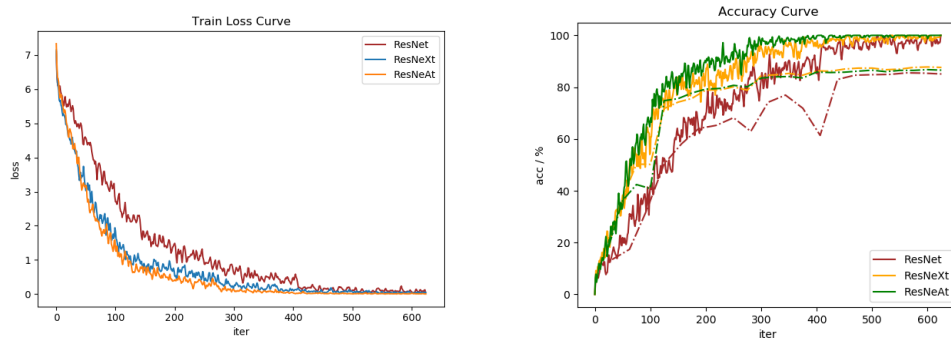 Train Loss Curve
7
6
5
4
3
2
1
0
loss
0 100 200 300 400 500 600
iter
ResNet
ResNeXt
ResNeAt
Accuracy Curve
100
80
60
40
20
0
acc / %
0 100 200 300 400 500 600
iter
ResNet
ResNeXt
ResNeAt